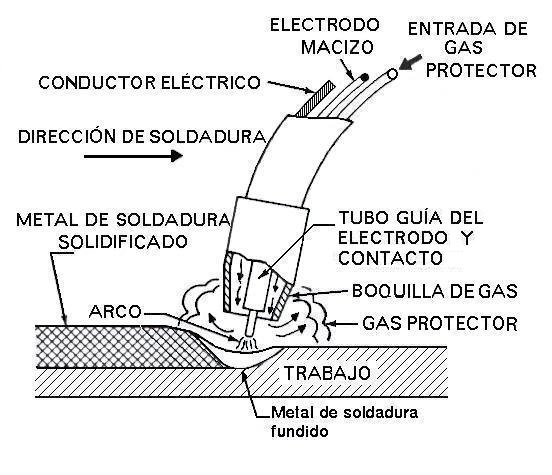 ELECTRODO
MACIZO
ENTRADA DE
GAS
PROTECTOR
CONDUCTOR ELÉCTRICO
DIRECCIÓN DE SOLDADURA
METAL DE SOLDADURA
SOLIDIFICADO
TUBO GUÍA DEL
ELECTRODO Y
CONTACTO
BOQUILLA DE GAS
ARCO
GAS PROTECTOR
TRABAJO
Metal de soldadura
fundido